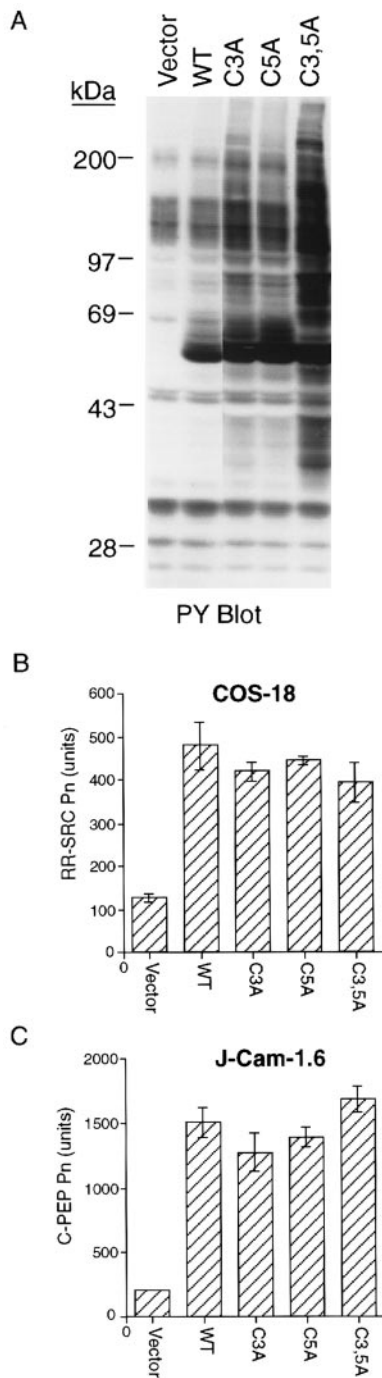 A
Vector WT C3A C5A C3,5A
kDa
200
97
69
43
28
PY Blot
B
COS-18
RR-SRC Pn (units)
600
500
400
300
200
100
0
Vector WT C3A C5A C3,5A
C
J-Cam-1.6
C-PEP Pn (units)
2000
1500
1000
500
0
Vector WT C3A C5A C3,5A